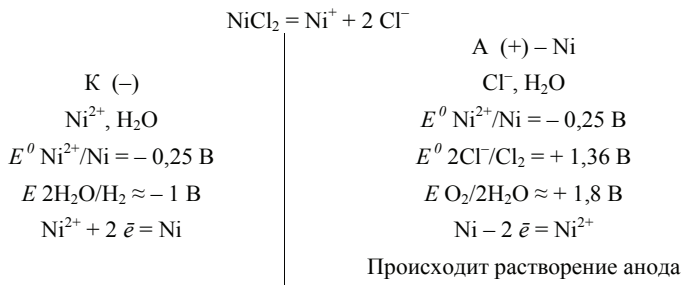 NiCl₂ = Ni⁺ + 2 Cl⁻
К (–)
Ni²⁺, H₂O
E⁰ Ni²⁺/Ni = – 0,25 В
E 2H₂O/H₂ ≈ – 1 В
Ni²⁺ + 2 ē = Ni
А (+) – Ni
Cl⁻, H₂O
E⁰ Ni²⁺/Ni = – 0,25 В
E⁰ 2Cl⁻/Cl₂ = + 1,36 В
E O₂/2H₂O ≈ + 1,8 В
Ni – 2 ē = Ni²⁺
Происходит растворение анода